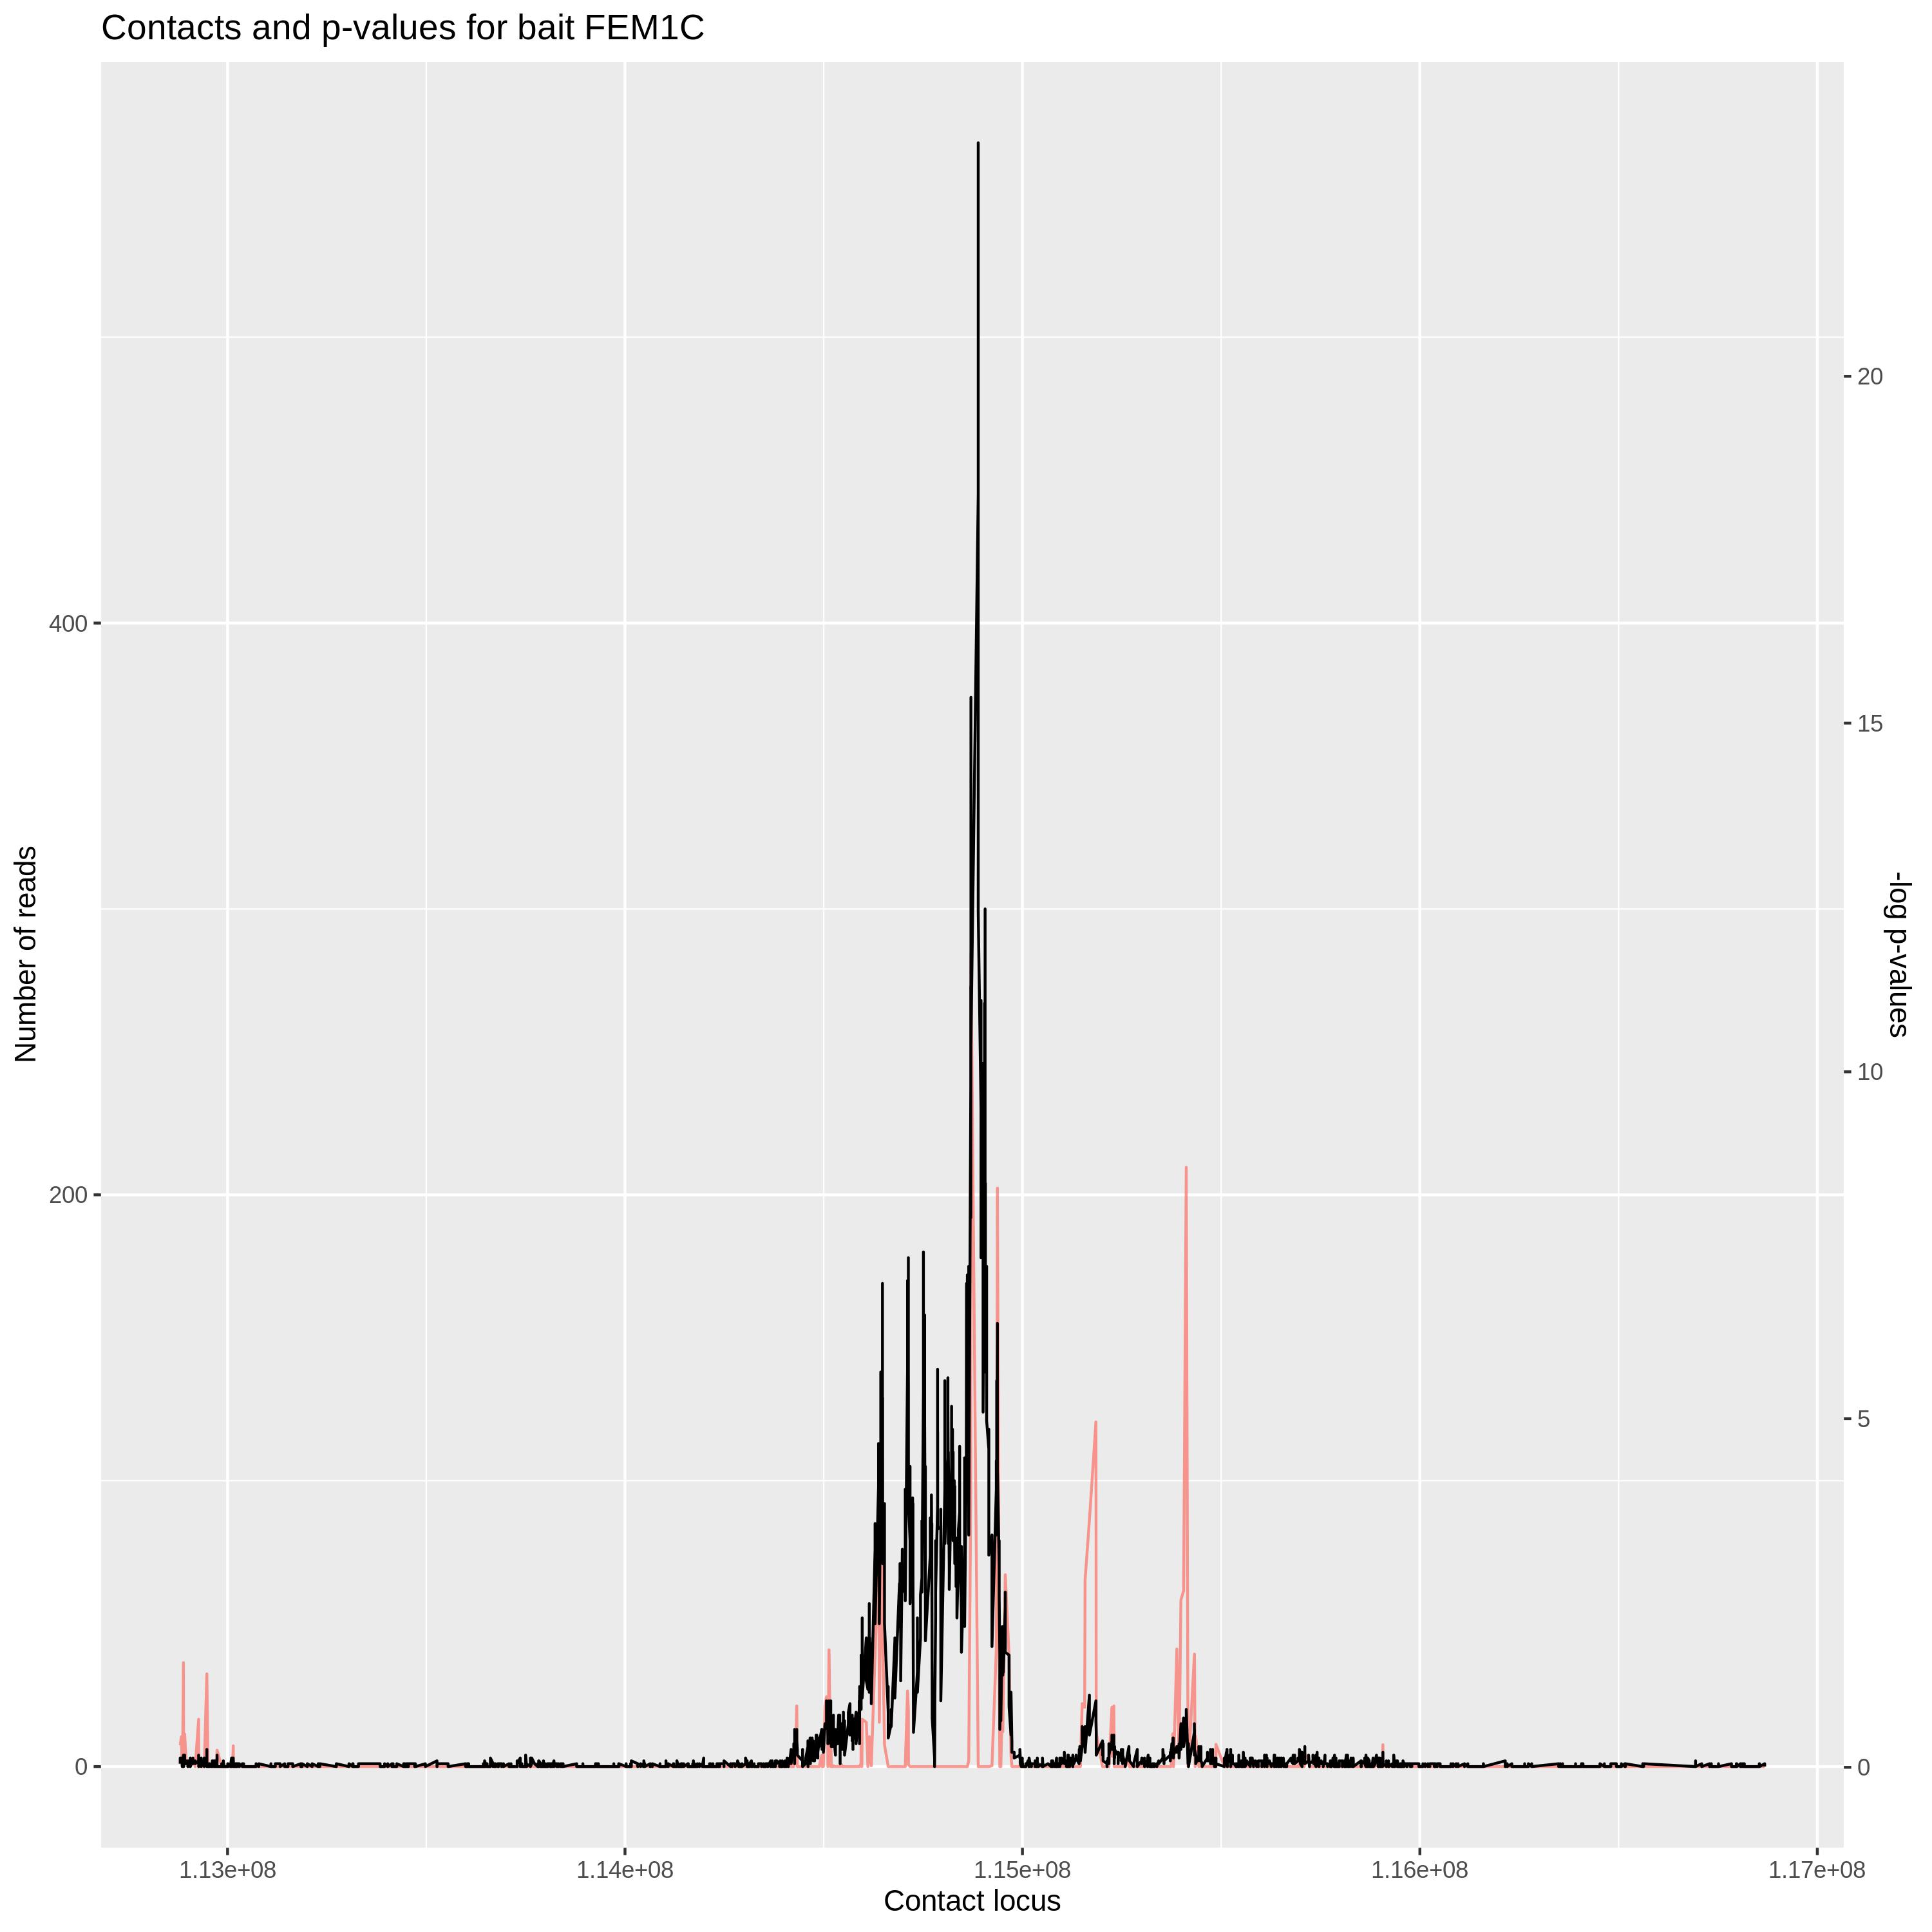 Contacts and p-values for bait FEM1C
Number of reads
400
200
0
20
15
10
5
0
-log p-values
1.13e+08 1.14e+08 1.15e+08 1.16e+08 1.17e+08
Contact locus